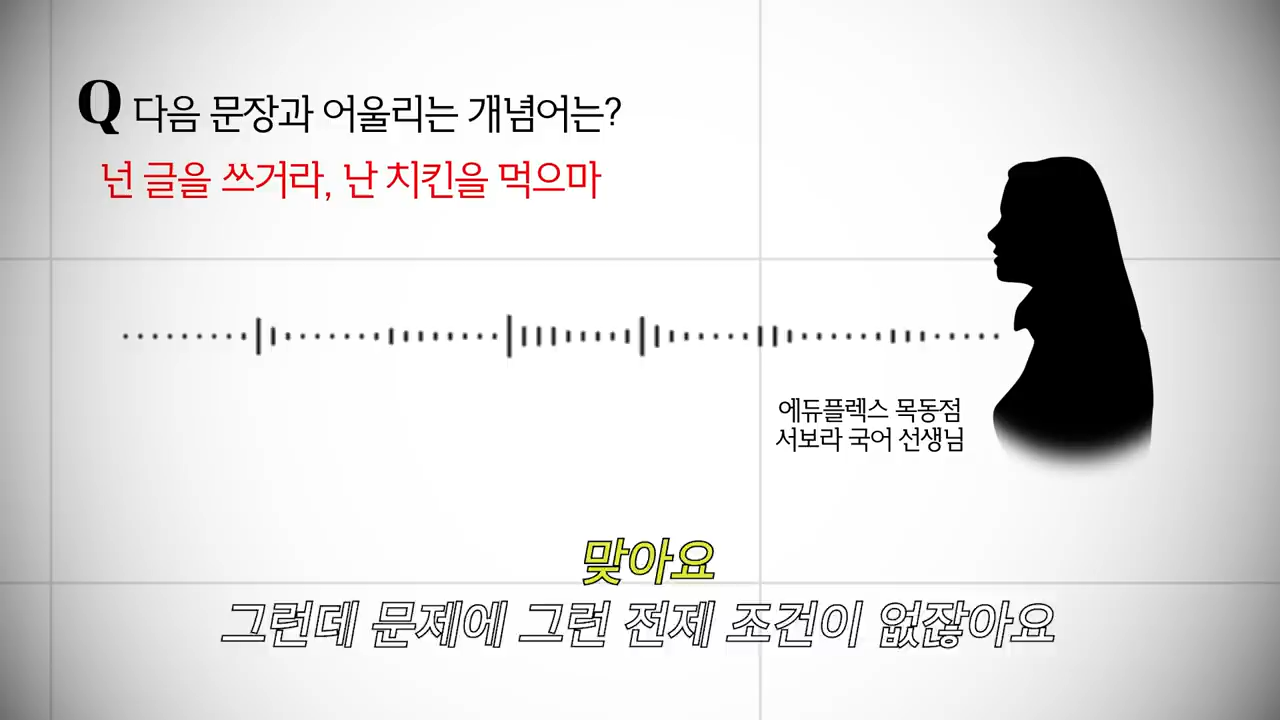 Q 다음 문장과 어울리는 개념어는?
넌 글을 쓰거라, 난 치킨을 먹으마
에듀플렉스 목동점
서보라 국어 선생님
맞아요
그런데 문제에 그런 전제 조건이 없잖아요